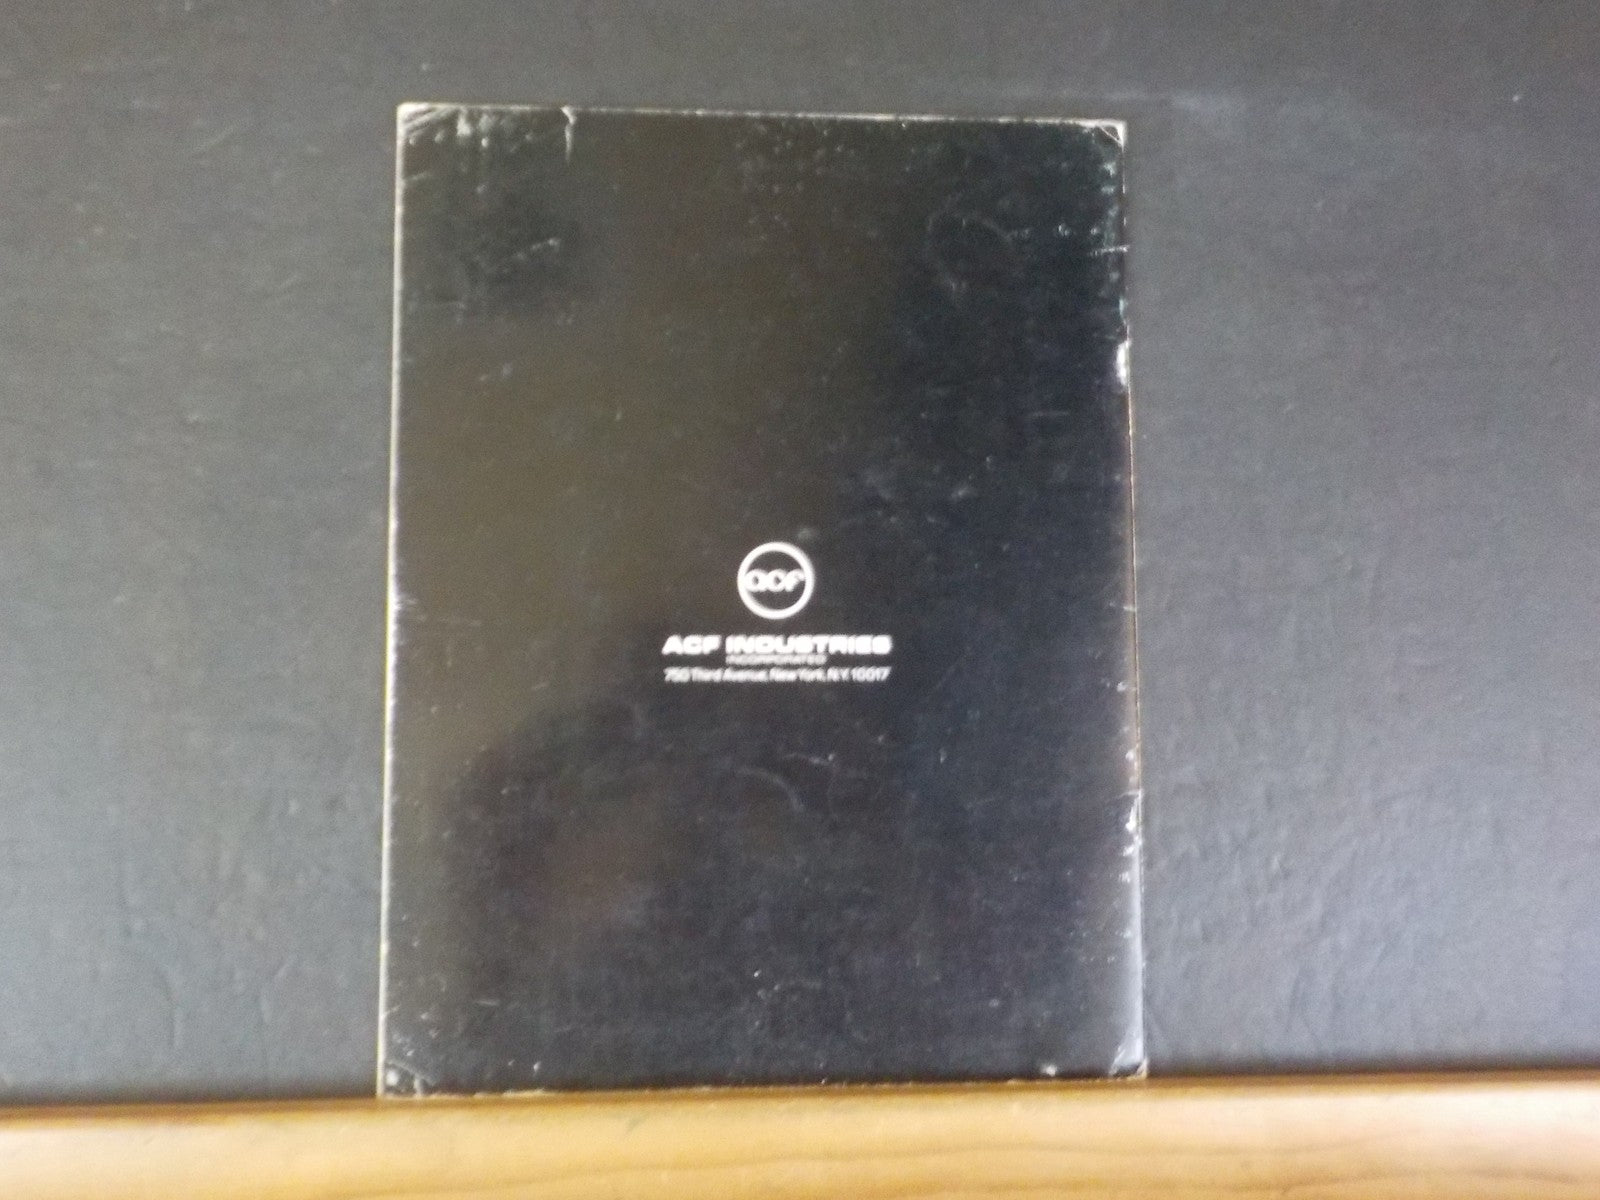 acf
ACF INDUSTRIES
INCORPORATED
750 Third Avenue, New York, N.Y. 10017